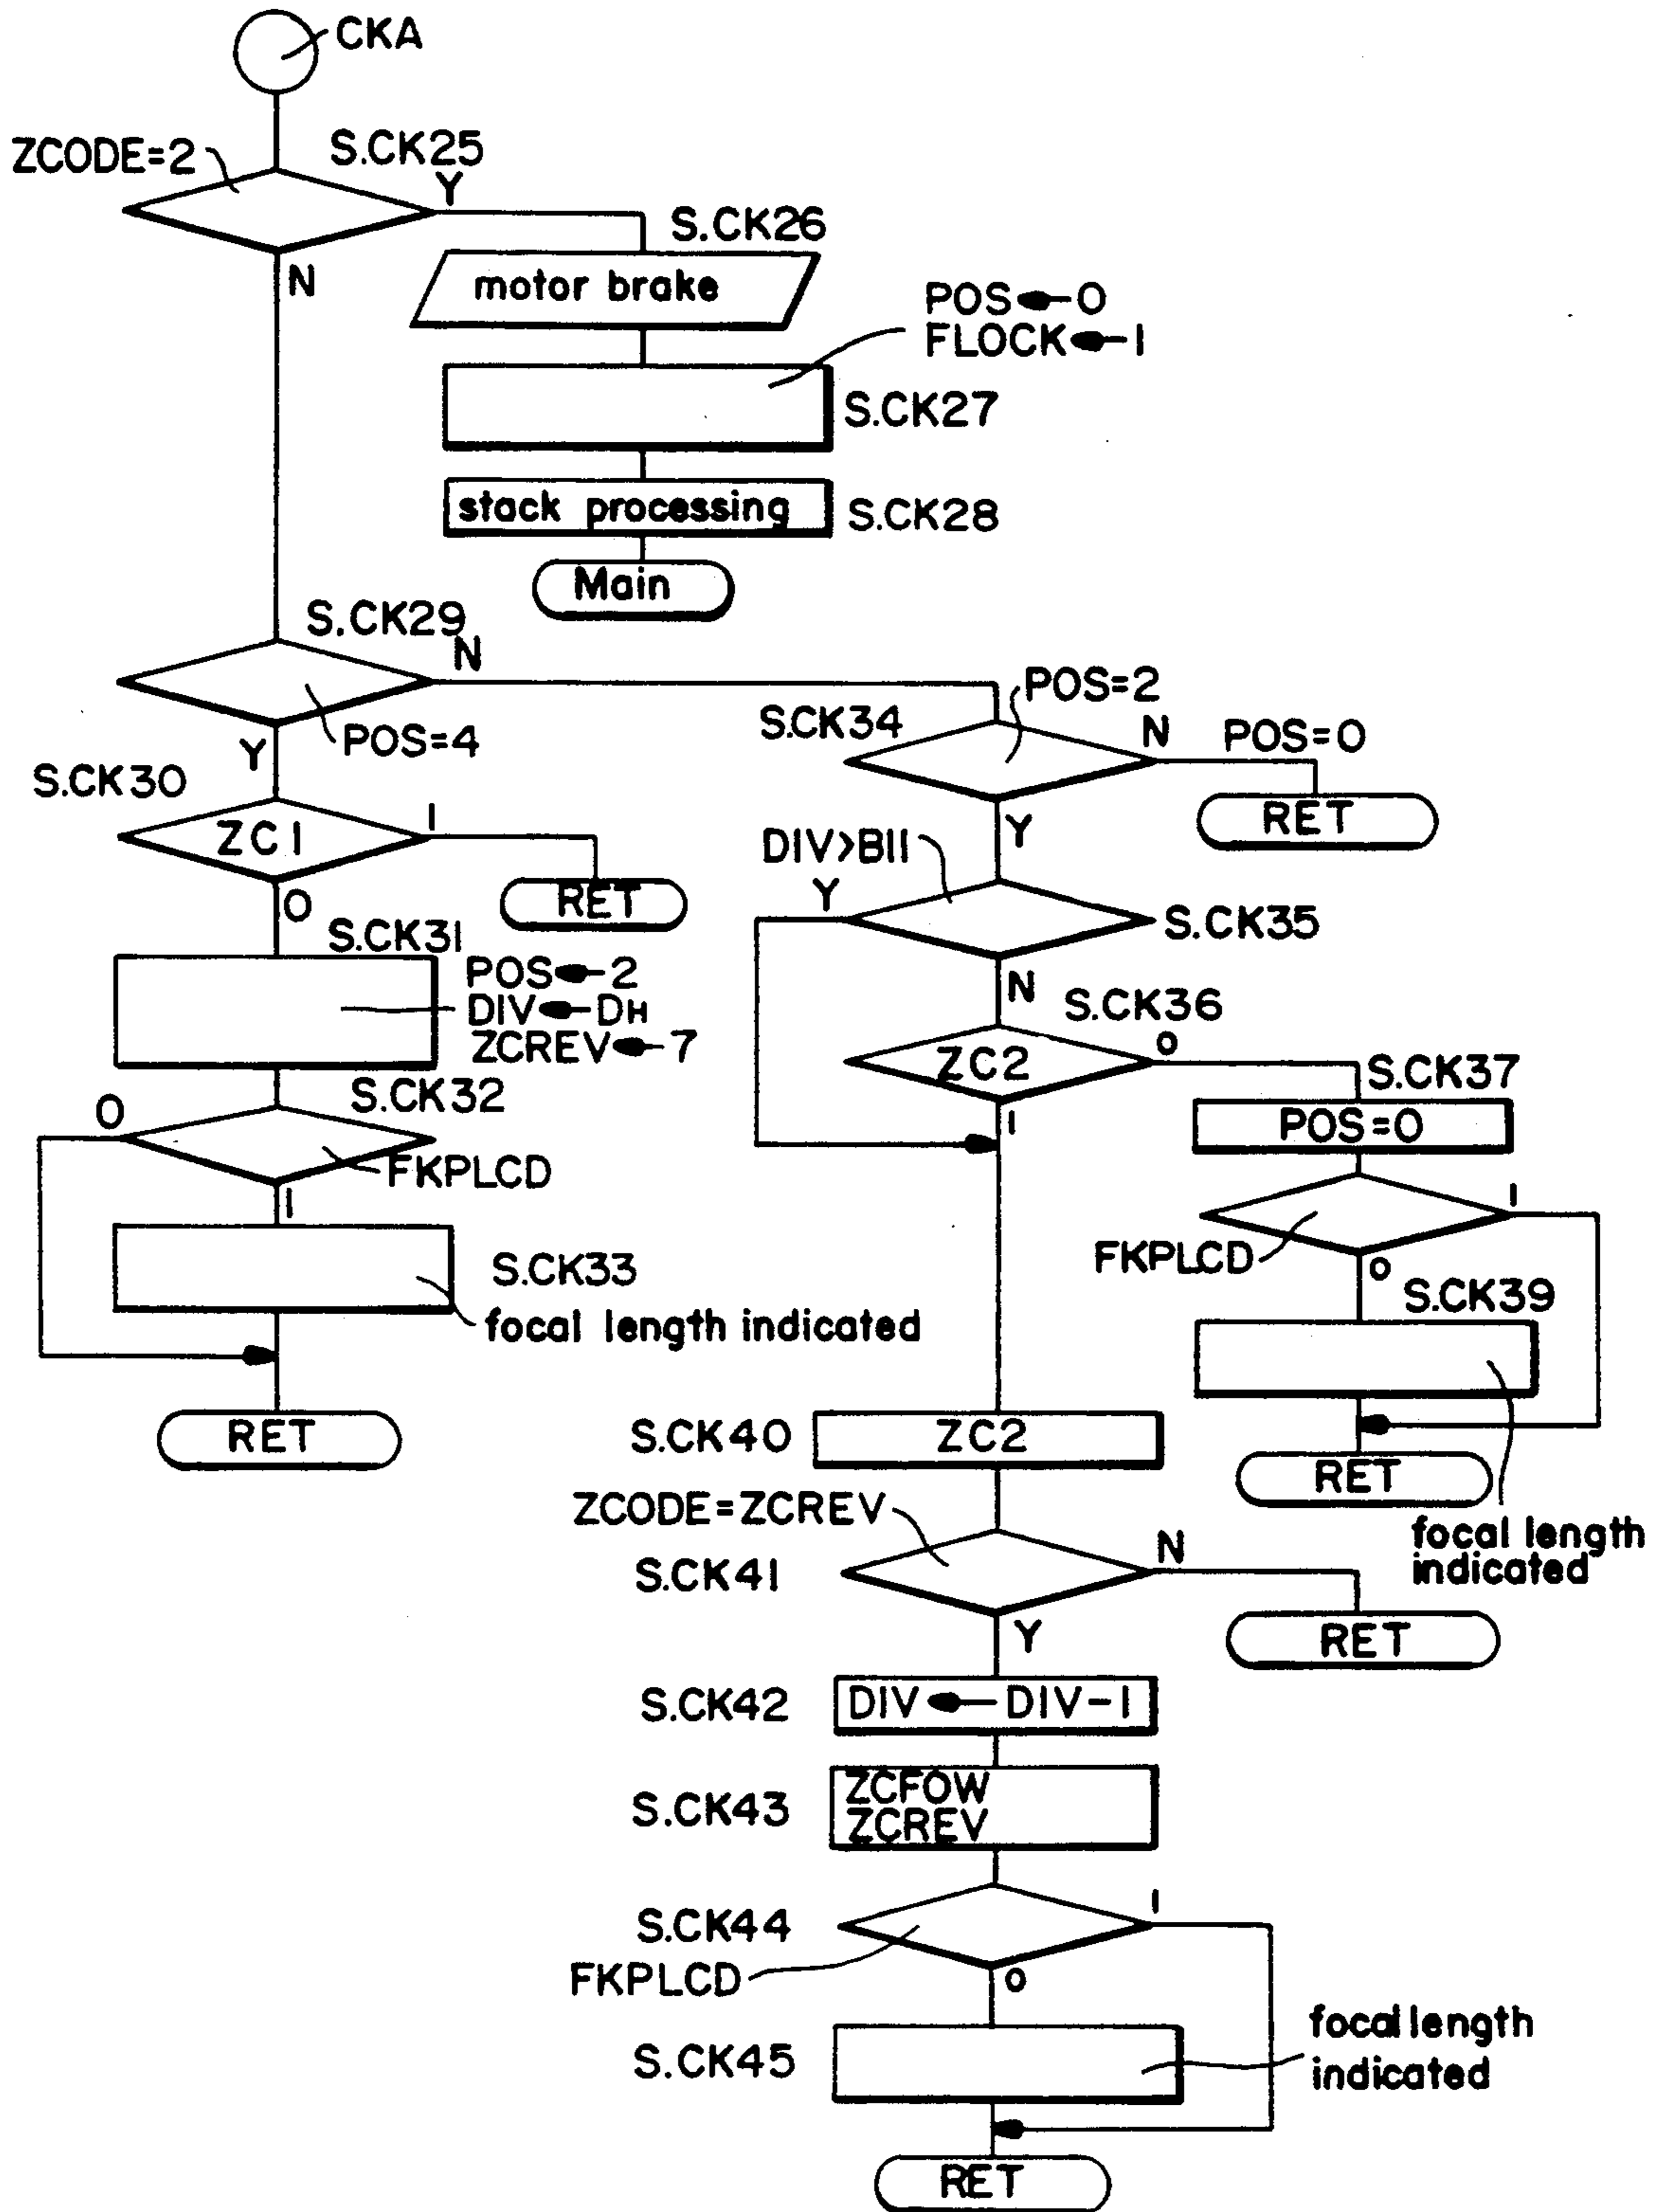 CKA
ZCODE=2
S.CK25
Y
N
S.CK26
motor brake
POS←0
FLOCK←1
S.CK27
stack processing
S.CK28
Main
S.CK29
N
POS=4
Y
S.CK30
ZC1
1
RET
0
S.CK31
POS←2
DIV←DH
ZCREV←7
S.CK32
0
FKPLCD
1
S.CK33
focal length indicated
RET
POS=2
S.CK34
N
POS=0
RET
Y
DIV>B11
Y
S.CK35
N
S.CK36
ZC2
0
1
S.CK37
POS=0
1
FKPLCD
0
S.CK39
RET
focal length
indicated
S.CK40
ZC2
ZCODE=ZCREV
N
S.CK41
RET
Y
S.CK42
DIV←DIV-1
S.CK43
ZCFOW
ZCREV
1
S.CK44
FKPLCD
0
focal length
indicated
S.CK45
RET